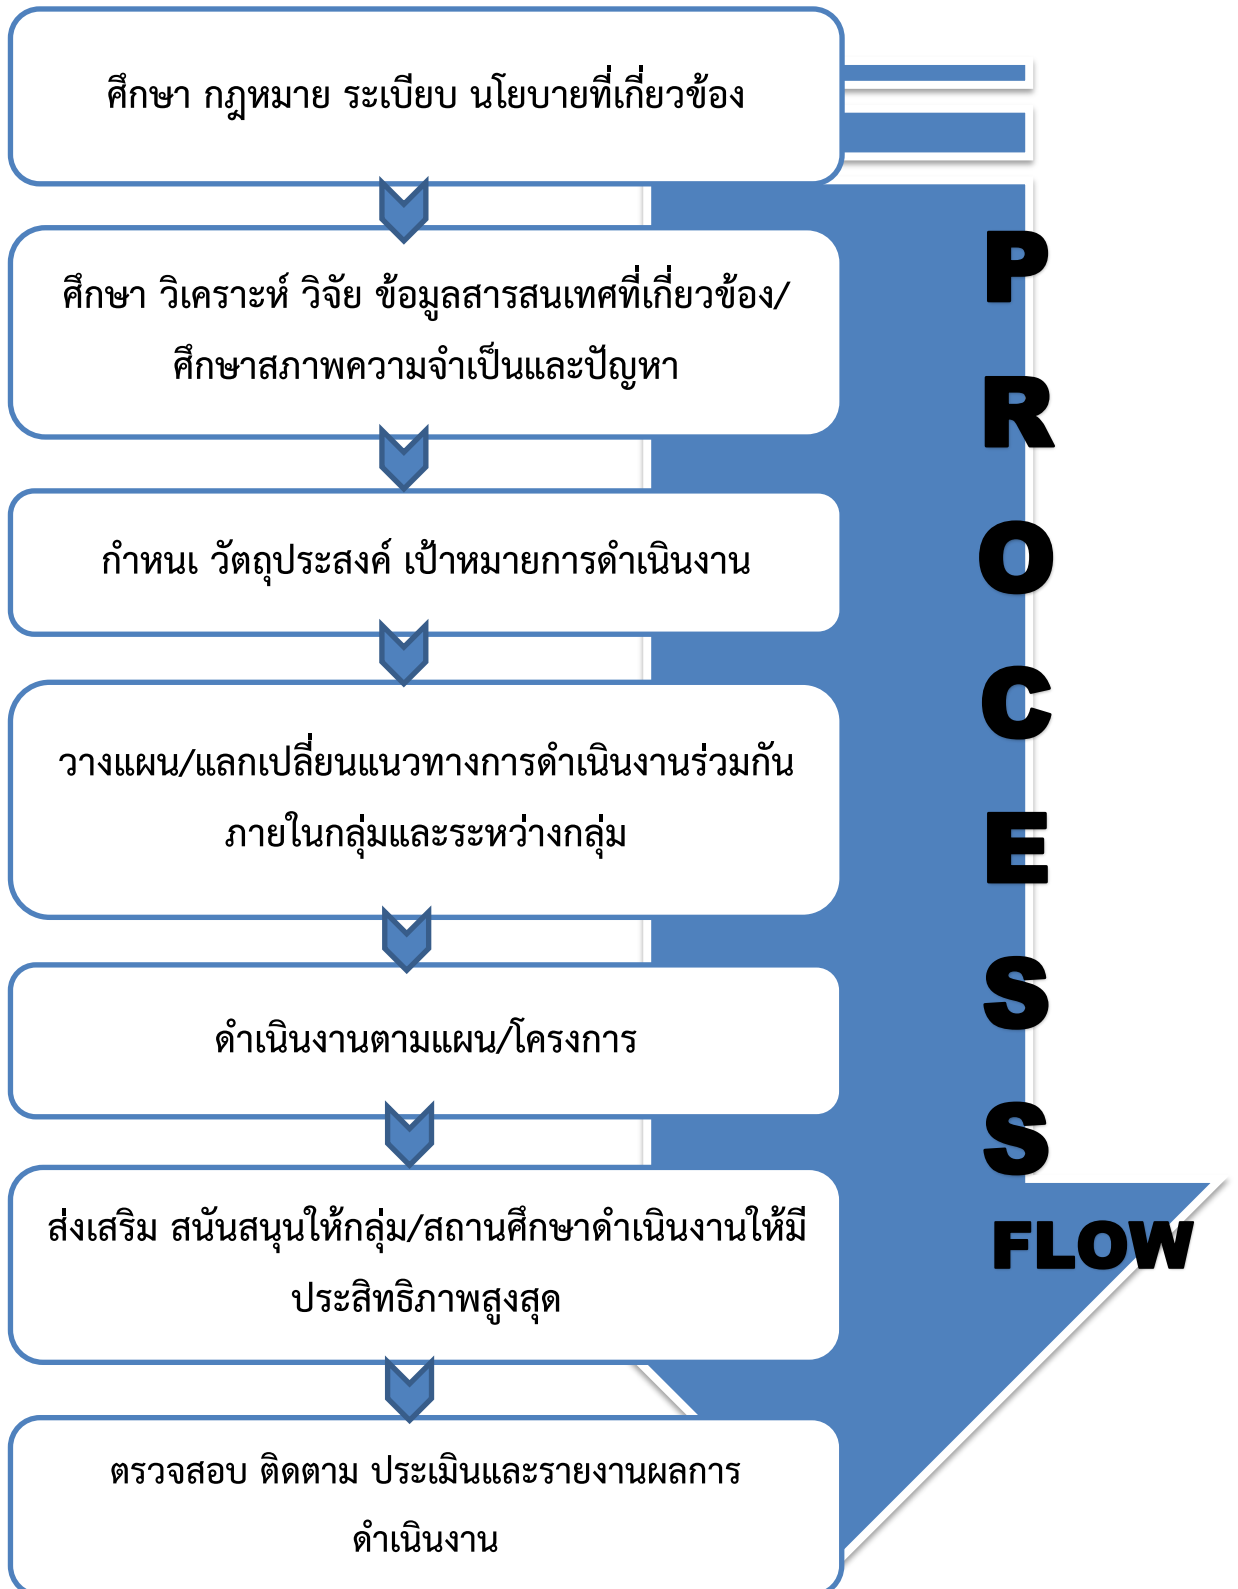 ศึกษา กฎหมาย ระเบียบ นโยบายที่เกี่ยวข้อง
ศึกษา วิเคราะห์ วิจัย ข้อมูลสารสนเทศที่เกี่ยวข้อง/
ศึกษาสภาพความจำเป็นและปัญหา
กำหนเ วัตถุประสงค์ เป้าหมายการดำเนินงาน
วางแผน/แลกเปลี่ยนแนวทางการดำเนินงานร่วมกัน
ภายในกลุ่มและระหว่างกลุ่ม
ดำเนินงานตามแผน/โครงการ
ส่งเสริม สนันสนุนให้กลุ่ม/สถานศึกษาดำเนินงานให้มี
ประสิทธิภาพสูงสุด
ตรวจสอบ ติดตาม ประเมินและรายงานผลการ
ดำเนินงาน
P
R
O
C
E
S
S
FLOW